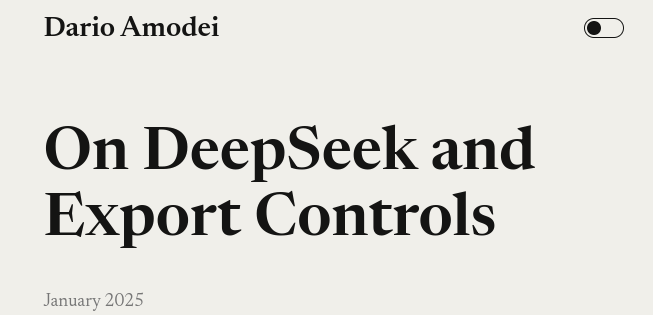 Dario Amodei
On DeepSeek and
Export Controls
January 2025